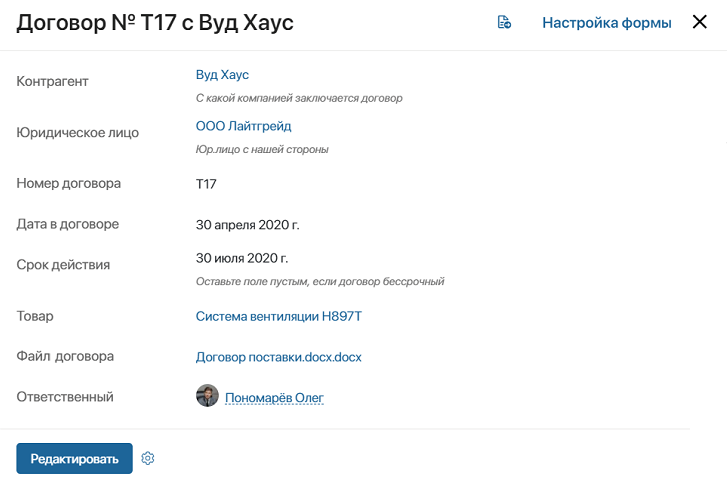 Договор № Т17 с Вуд Хаус
Настройка формы
Контрагент
Вуд Хаус
С какой компанией заключается договор
Юридическое лицо
ООО Лайтгрейд
Юр.лицо с нашей стороны
Номер договора
Т17
Дата в договоре
30 апреля 2020 г.
Срок действия
30 июля 2020 г.
Оставьте поле пустым, если договор бессрочный
Товар
Система вентиляции Н897Т
Файл договора
Договор поставки.docx.docx
Ответственный
Пономарёв Олег
Редактировать